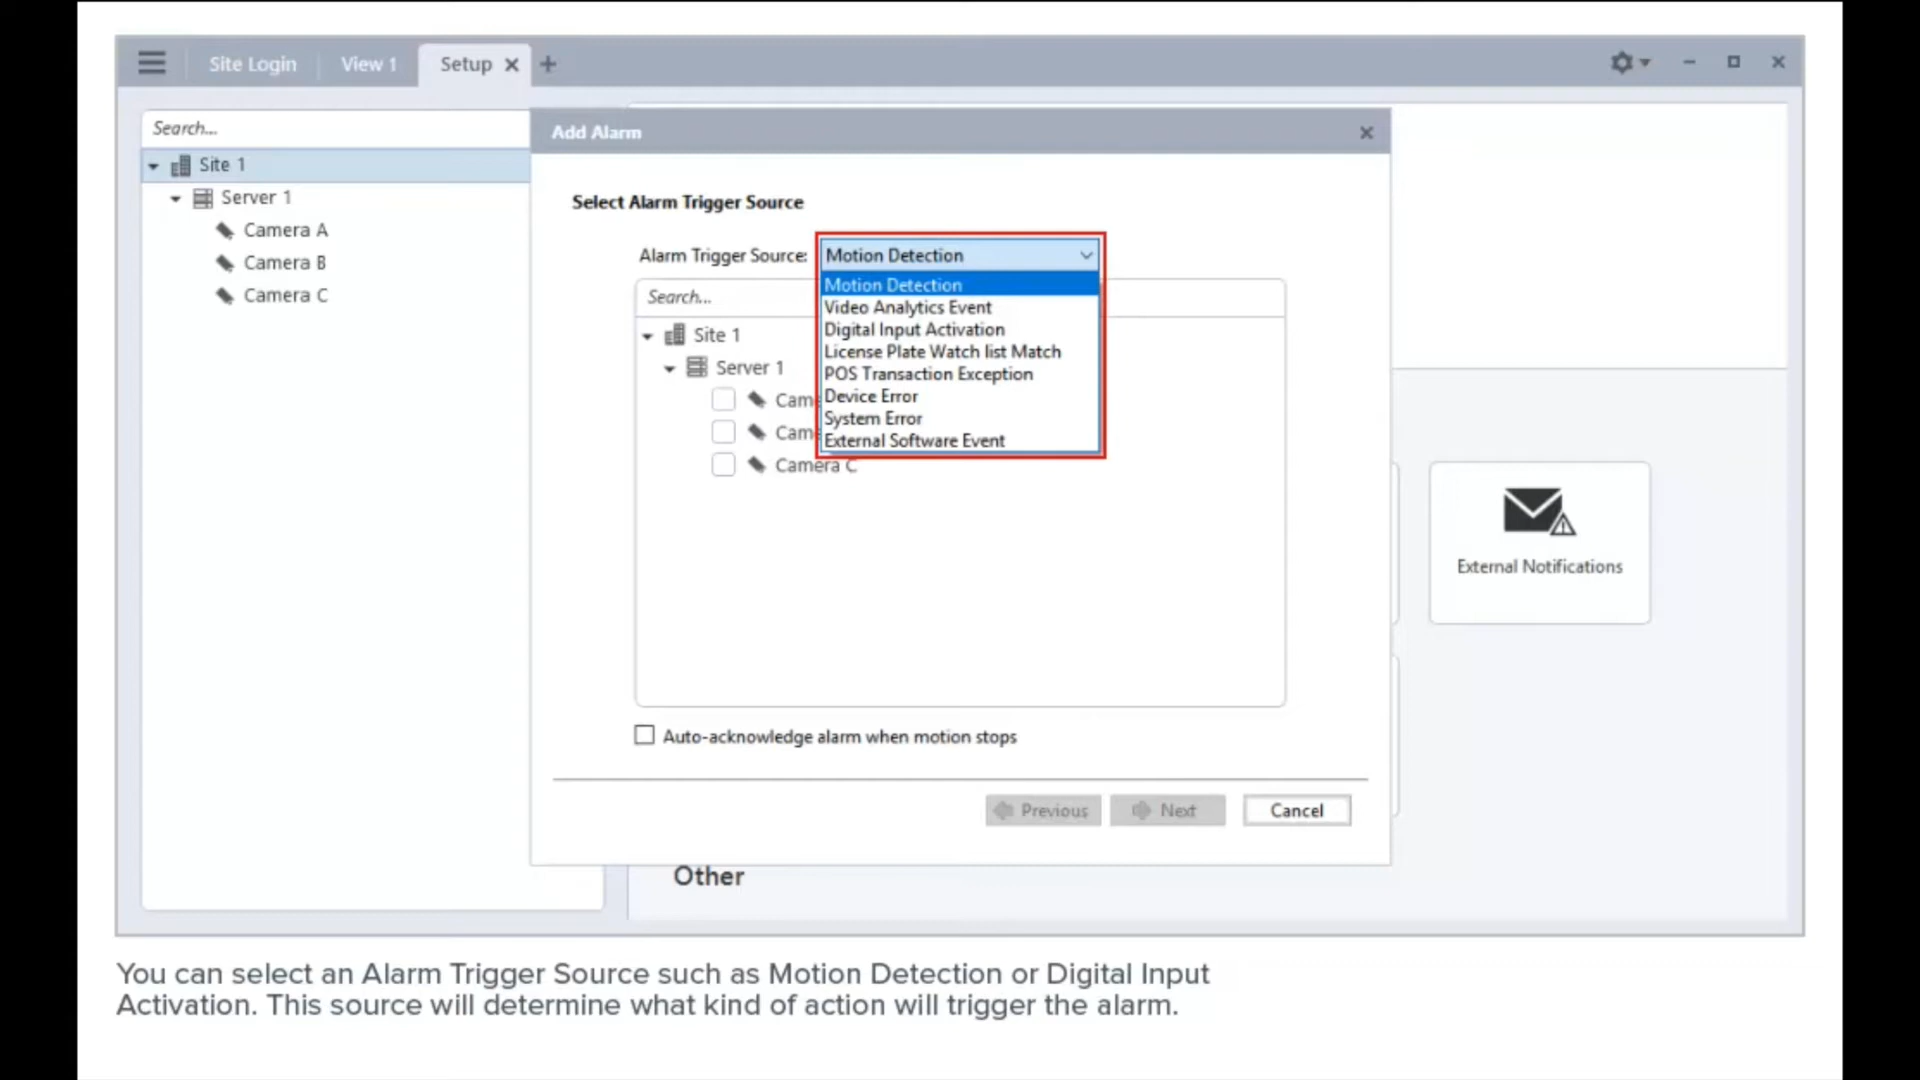 Site Login
View 1
Setup
Search...
Site 1
Server 1
Camera A
Camera B
Camera C
Add Alarm
Select Alarm Trigger Source
Alarm Trigger Source: Motion Detection
Motion Detection
Video Analytics Event
Digital Input Activation
License Plate Watch list Match
POS Transaction Exception
Device Error
System Error
External Software Event
Search...
Site 1
Server 1
Cam
Cam
Camera C
Auto-acknowledge alarm when motion stops
Previous
Next
Cancel
External Notifications
Other
You can select an Alarm Trigger Source such as Motion Detection or Digital Input
Activation. This source will determine what kind of action will trigger the alarm.